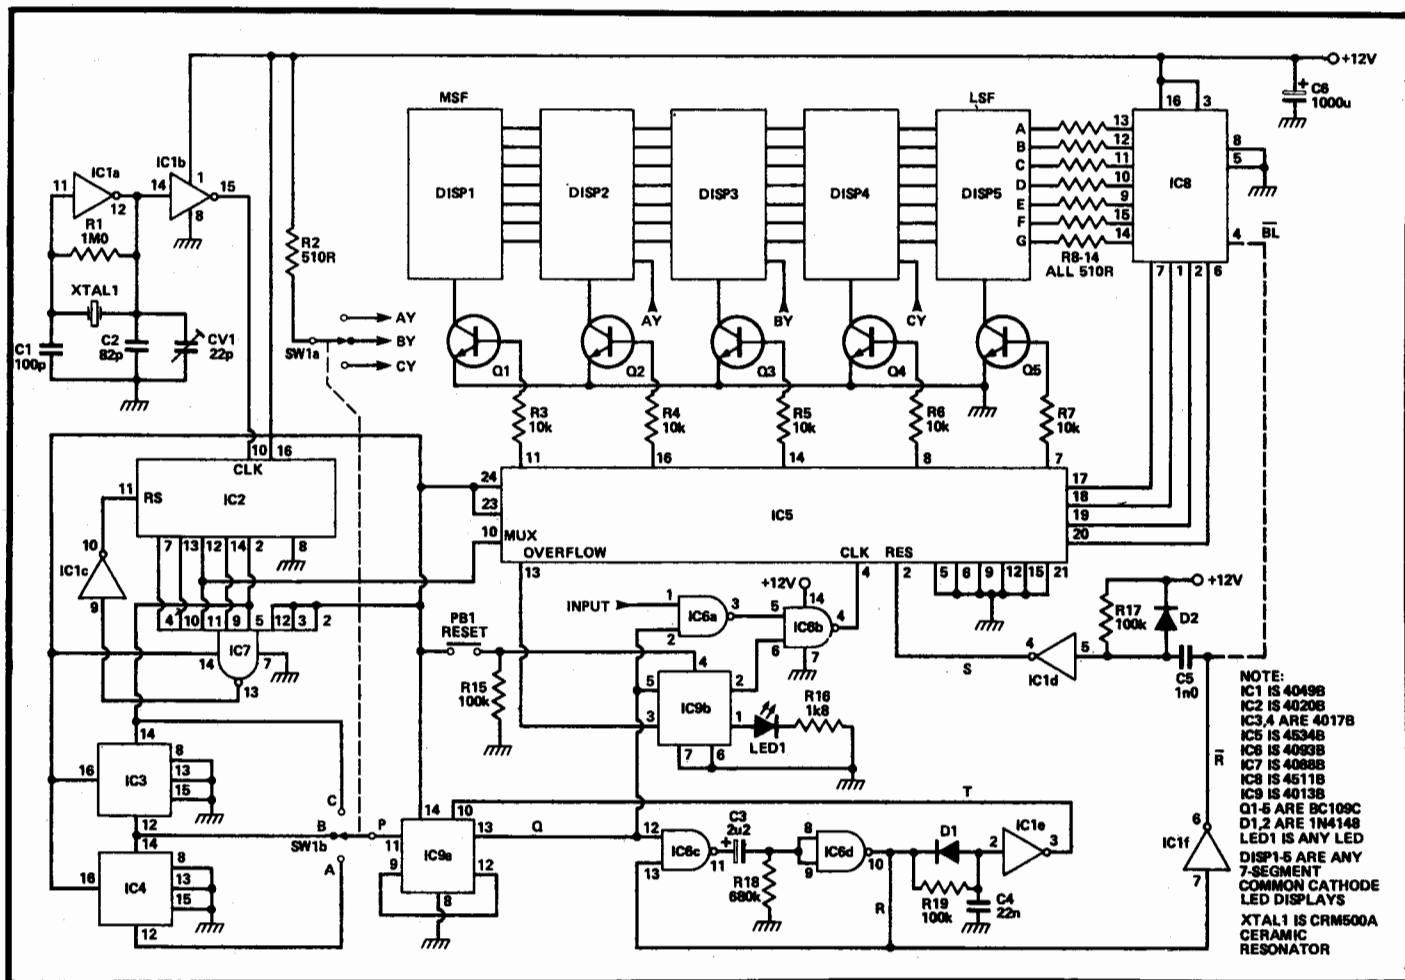 +12V
C6
1000u
MSF
LSF
DISP1
DISP2
DISP3
DISP4
DISP5
A
B
C
D
E
F
G
13
12
11
10
9
15
14
16
3
IC8
8
5
4
BL
7
1
2
6
R8-14
ALL 510R
IC1a
IC1b
11
12
14
1
15
8
R1
1M0
XTAL1
C1
100p
C2
82p
CV1
22p
R2
510R
SW1a
AY
BY
CY
AY
BY
CY
Q1
Q2
Q3
Q4
Q5
R3
10k
R4
10k
R5
10k
R6
10k
R7
10k
10
16
CLK
11
RS
IC2
7
13
12
14
2
8
10
IC1c
9
4
10
11
9
5
12
3
2
14
IC7
7
13
11
16
14
8
7
24
23
10
MUX
IC5
OVERFLOW
13
CLK
4
RES
2
5
6
9
12
15
21
17
18
19
20
+12V
INPUT
1
IC6a
3
2
5
14
IC6b
4
6
7
PB1
RESET
R15
100k
4
5
2
IC9b
3
1
7
6
LED1
R16
1k8
S
4
IC1d
5
R17
100k
+12V
D2
C5
1n0
14
16
IC3
8
13
15
12
14
16
IC4
8
13
15
12
C
B
A
SW1b
P
14
10
11
13
IC9a
9
12
8
Q
T
12
IC6c
13
11
C3
2u2
R18
680k
8
IC6d
9
10
D1
R19
100k
C4
22n
2
IC1e
3
R
R
6
IC1f
7
NOTE:
IC1 IS 4049B
IC2 IS 4020B
IC3,4 ARE 4017B
IC5 IS 4534B
IC6 IS 4093B
IC7 IS 4068B
IC8 IS 4511B
IC9 IS 4013B
Q1-5 ARE BC109C
D1,2 ARE 1N4148
LED1 IS ANY LED
DISP1-5 ARE ANY
7-SEGMENT
COMMON CATHODE
LED DISPLAYS
XTAL1 IS CRM500A
CERAMIC
RESONATOR